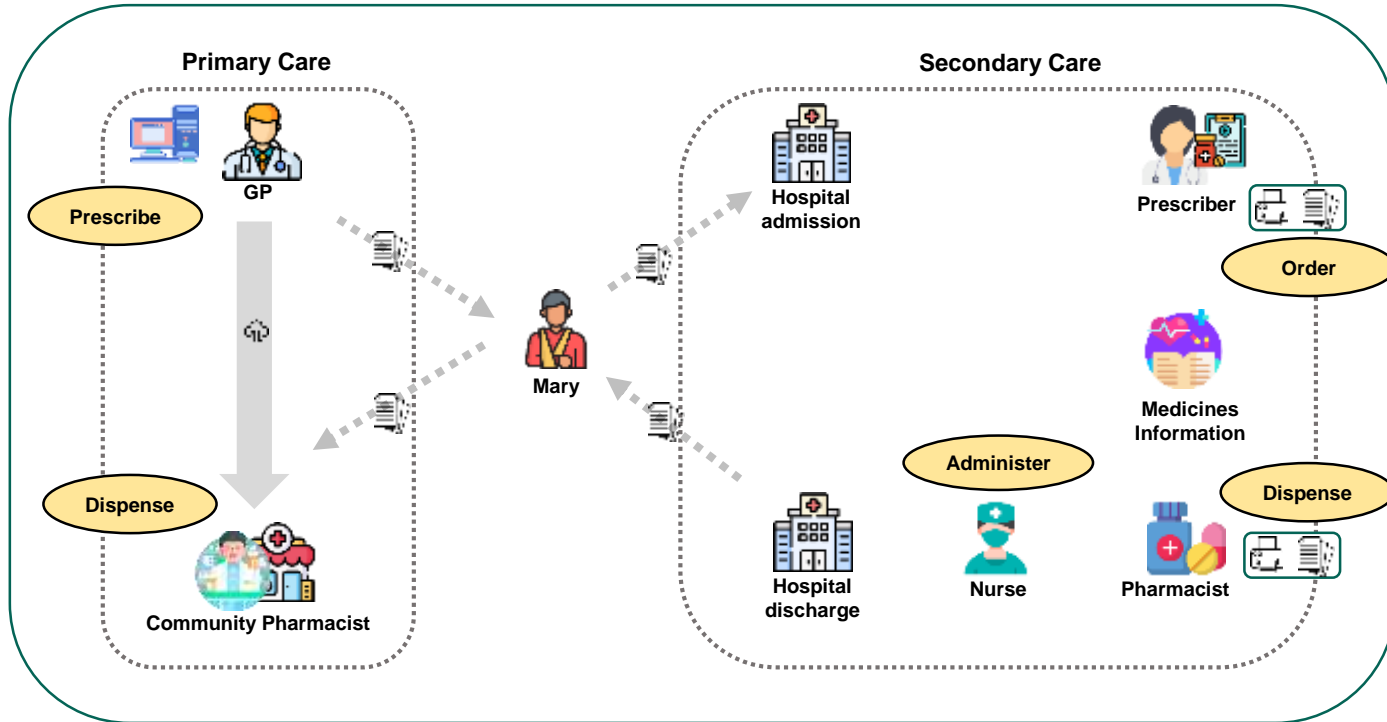 Primary Care
Secondary Care
GP
Prescribe
Dispense
Community Pharmacist
Mary
Hospital
admission
Prescriber
Order
Medicines
Information
Administer
Dispense
Hospital
discharge
Nurse
Pharmacist